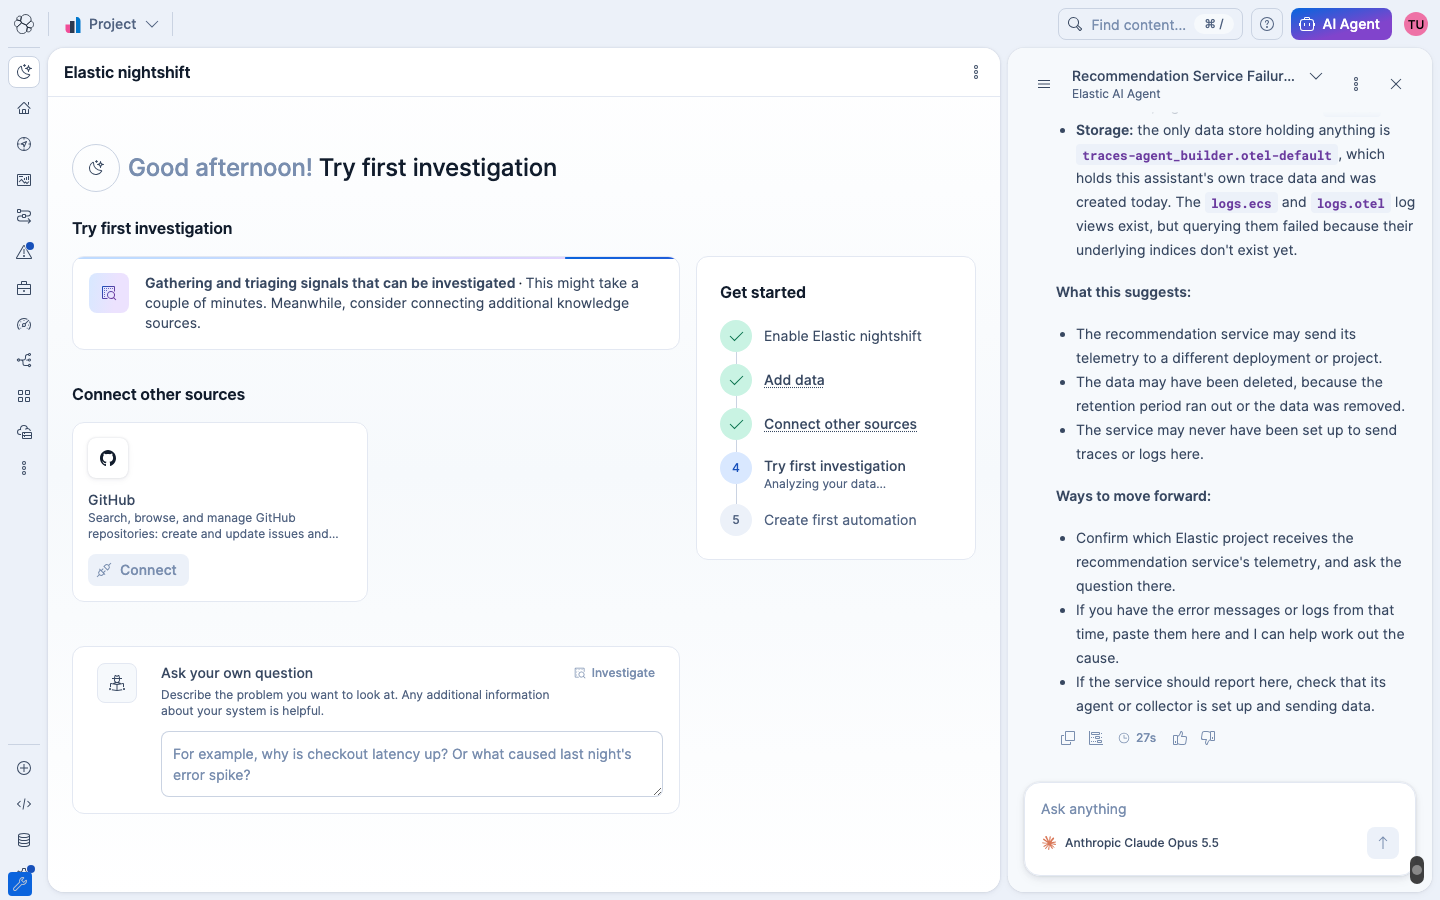 Project
Find content...
⌘ /
AI Agent
TU
Elastic nightshift
Good afternoon! Try first investigation
Try first investigation
Gathering and triaging signals that can be investigated · This might take a
couple of minutes. Meanwhile, consider connecting additional knowledge
sources.
Connect other sources
GitHub
Search, browse, and manage GitHub
repositories: create and update issues and...
Connect
Get started
Enable Elastic nightshift
Add data
Connect other sources
4
Try first investigation
Analyzing your data...
5
Create first automation
Ask your own question
Investigate
Describe the problem you want to look at. Any additional information
about your system is helpful.
For example, why is checkout latency up? Or what caused last night's
error spike?
Recommendation Service Failur...
Elastic AI Agent
Storage: the only data store holding anything is
traces-agent_builder.otel-default, which
holds this assistant's own trace data and was
created today. The logs.ecs and logs.otel log
views exist, but querying them failed because their
underlying indices don't exist yet.
What this suggests:
The recommendation service may send its
telemetry to a different deployment or project.
The data may have been deleted, because the
retention period ran out or the data was removed.
The service may never have been set up to send
traces or logs here.
Ways to move forward:
Confirm which Elastic project receives the
recommendation service's telemetry, and ask the
question there.
If you have the error messages or logs from that
time, paste them here and I can help work out the
cause.
If the service should report here, check that its
agent or collector is set up and sending data.
27s
Ask anything
Anthropic Claude Opus 5.5